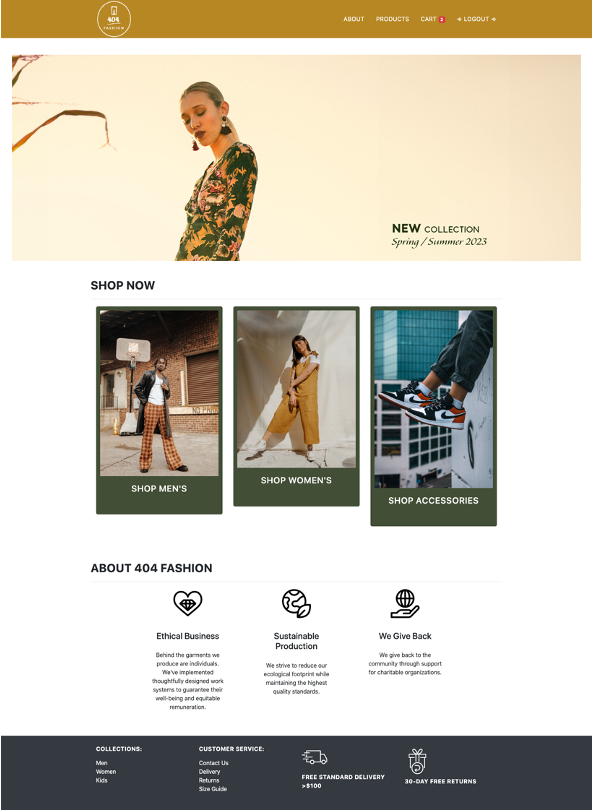 404
FASHION
ABOUT PRODUCTS CART 2 LOGOUT
NEW COLLECTION
Spring / Summer 2023
SHOP NOW
SHOP MEN'S
SHOP WOMEN'S
SHOP ACCESSORIES
ABOUT 404 FASHION
Ethical Business
Behind the garments we
produce are individuals.
We've implemented
thoughtfully designed work
systems to guarantee their
well-being and equitable
remuneration.
Sustainable
Production
We strive to reduce our
ecological footprint while
maintaining the highest
quality standards.
We Give Back
We give back to the
community through support
for charitable organizations.
COLLECTIONS:
Men
Women
Kids
CUSTOMER SERVICE:
Contact Us
Delivery
Returns
Size Guide
FREE STANDARD DELIVERY
>$100
30-DAY FREE RETURNS